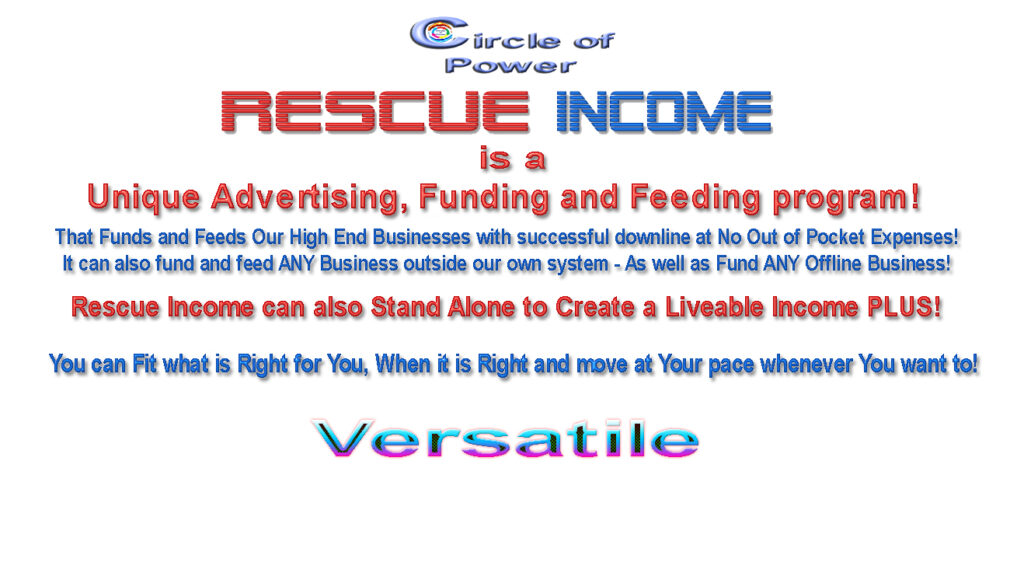 Circle of
Power
RESCUE INCOME
is a
Unique Advertising, Funding and Feeding program!
That Funds and Feeds Our High End Businesses with successful downline at No Out of Pocket Expenses!
It can also fund and feed ANY Business outside our own system - As well as Fund ANY Offline Business!
Rescue Income can also Stand Alone to Create a Liveable Income PLUS!
You can Fit what is Right for You, When it is Right and move at Your pace whenever You want to!
Versatile